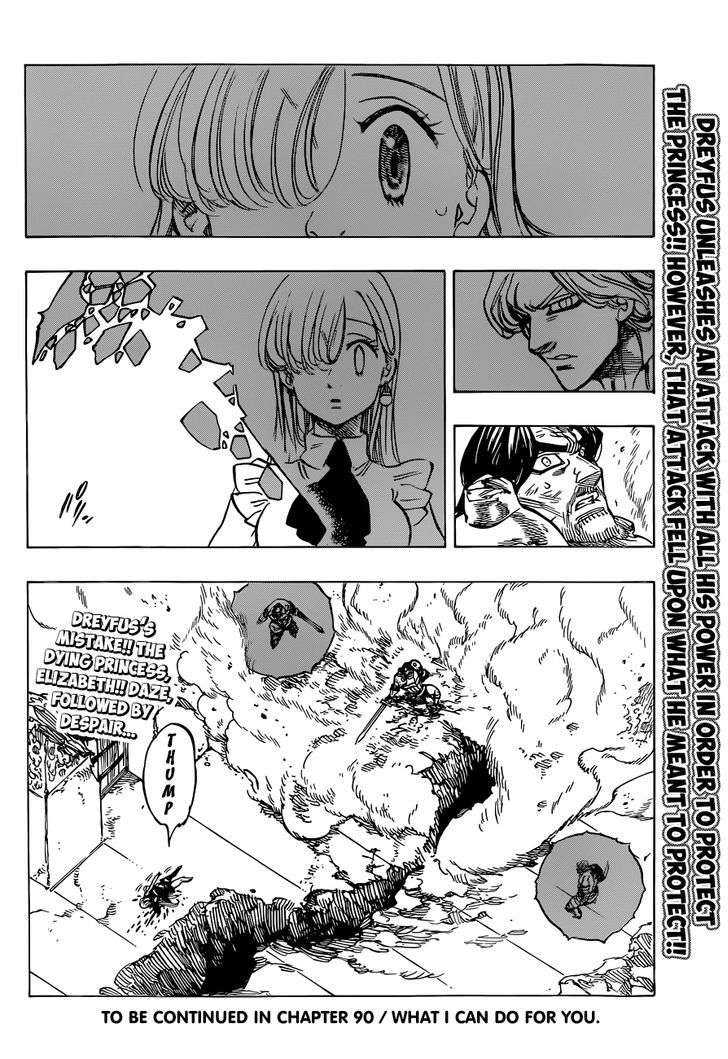 DREYFUS UNLEASHES AN ATTACK WITH ALL HIS POWER IN ORDER TO PROTECT
THE PRINCESS!! HOWEVER, THAT ATTACK FELL UPON WHAT HE MEANT TO PROTECT!!
DREYFUS'S
MISTAKE!! THE
DYING PRINCESS,
ELIZABETH!! DAZE,
FOLLOWED BY
DESPAIR...
THUMP
TO BE CONTINUED IN CHAPTER 90 / WHAT I CAN DO FOR YOU.